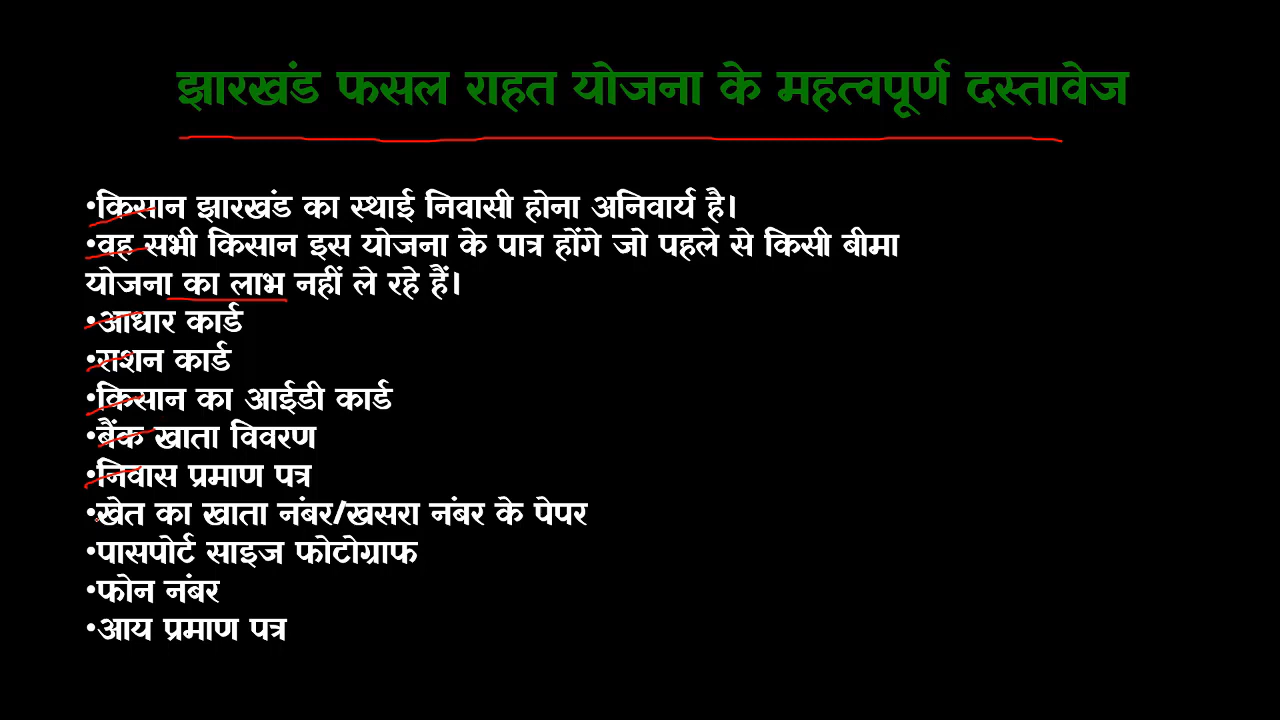 झारखंड फसल राहत योजना के महत्वपूर्ण दस्तावेज
•किसान झारखंड का स्थाई निवासी होना अनिवार्य है।
•वह सभी किसान इस योजना के पात्र होंगे जो पहले से किसी बीमा
योजना का लाभ नहीं ले रहे हैं।
•आधार कार्ड
•राशन कार्ड
•किसान का आईडी कार्ड
•बैंक खाता विवरण
•निवास प्रमाण पत्र
•खेत का खाता नंबर/खसरा नंबर के पेपर
•पासपोर्ट साइज फोटोग्राफ
•फोन नंबर
•आय प्रमाण पत्र